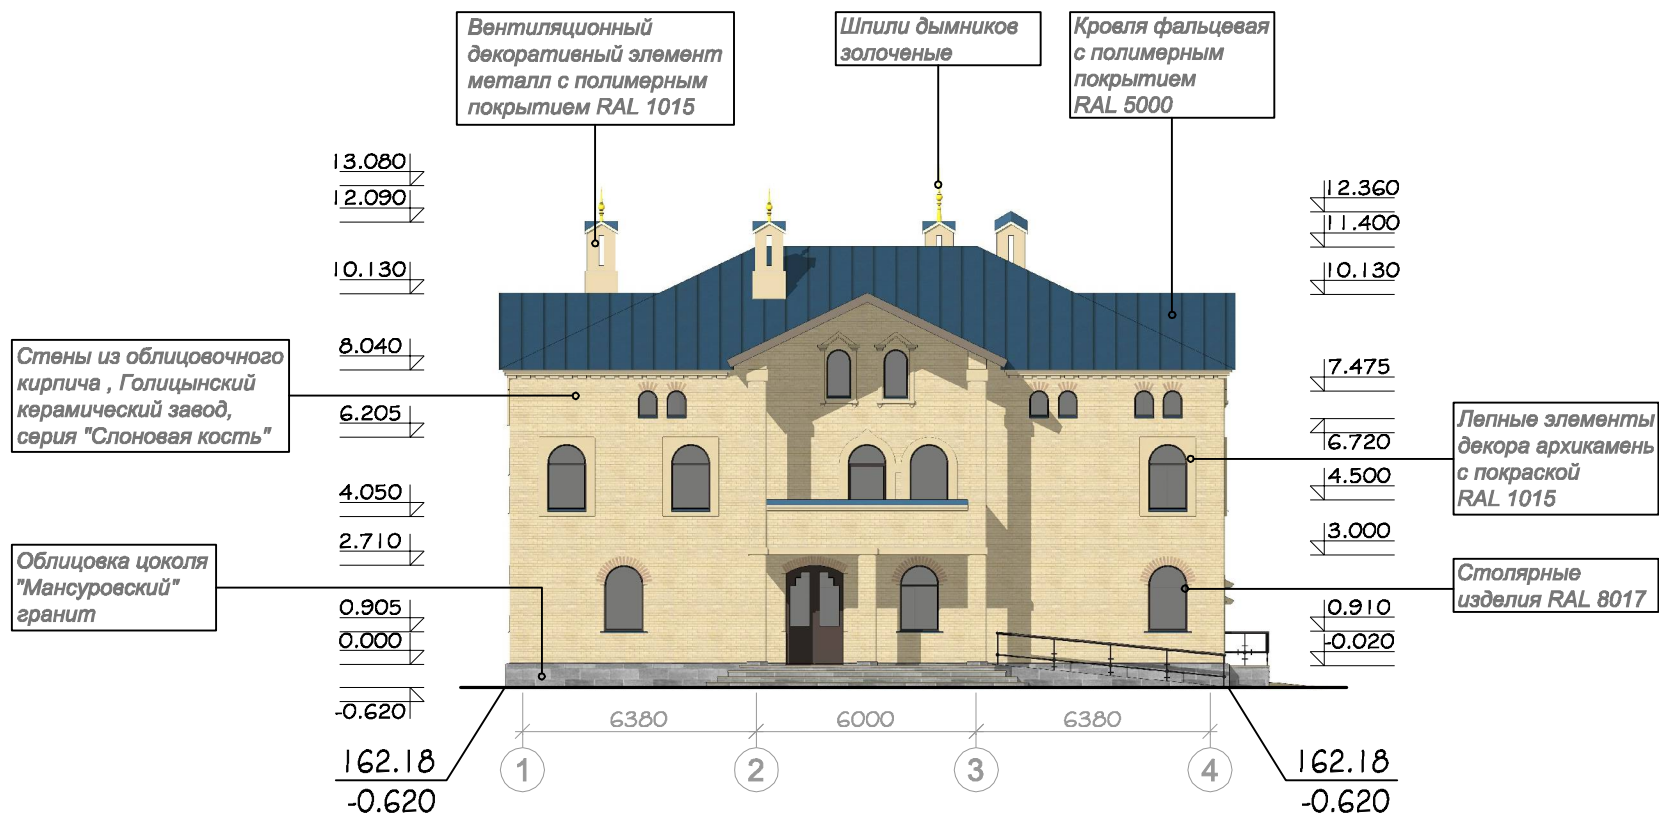 Вентиляционный
декоративный элемент
металл с полимерным
покрытием RAL 1015
Шпили дымников
золоченые
Кровля фальцевая
с полимерным
покрытием
RAL 5000
13.080
12.090
10.130
8.040
6.205
4.050
2.710
0.905
0.000
-0.620
Стены из облицовочного
кирпича , Голицынский
керамический завод,
серия "Слоновая кость"
Облицовка цоколя
"Мансуровский"
гранит
12.360
11.400
10.130
7.475
6.720
4.500
3.000
0.910
-0.020
Лепные элементы
декора архикамень
с покраской
RAL 1015
Столярные
изделия RAL 8017
6380 6000 6380
1 2 3 4
162.18
-0.620
162.18
-0.620